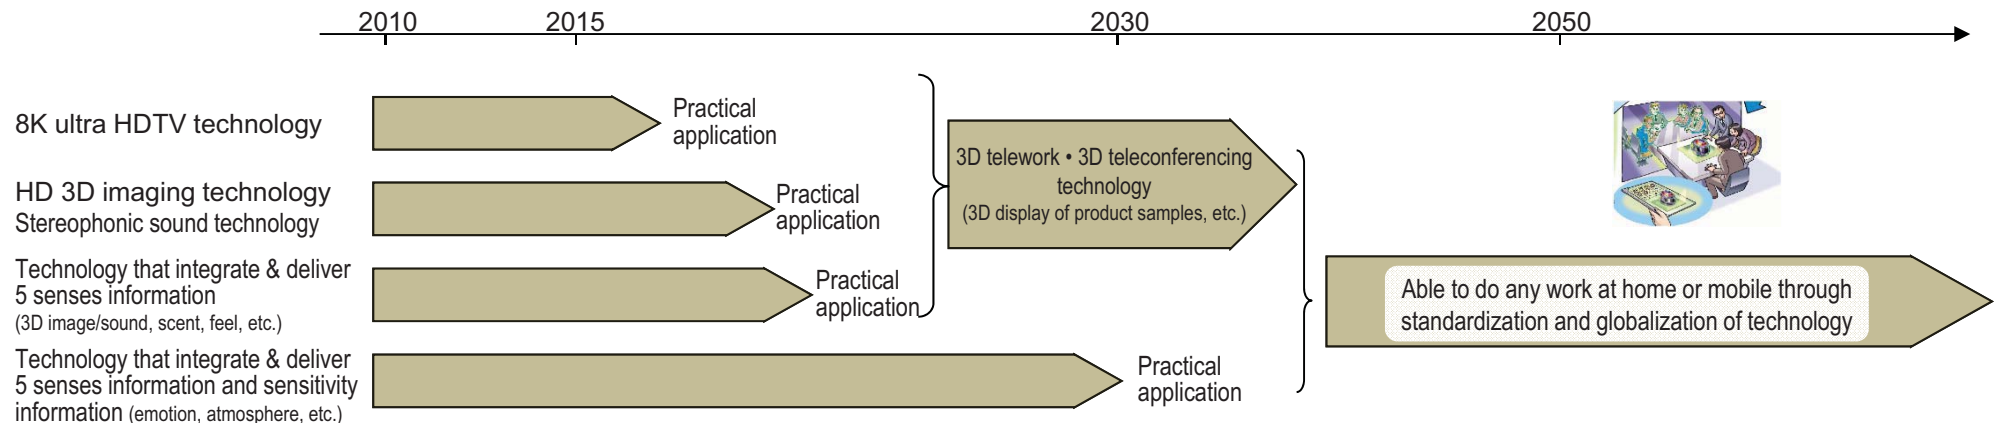 2010 2015 2030 2050
8K ultra HDTV technology
Practical
application
HD 3D imaging technology
Stereophonic sound technology
Practical
application
Technology that integrate & deliver
5 senses information
(3D image/sound, scent, feel, etc.)
Practical
application
Technology that integrate & deliver
5 senses information and sensitivity
information (emotion, atmosphere, etc.)
Practical
application
3D telework • 3D teleconferencing
technology
(3D display of product samples, etc.)
Able to do any work at home or mobile through
standardization and globalization of technology